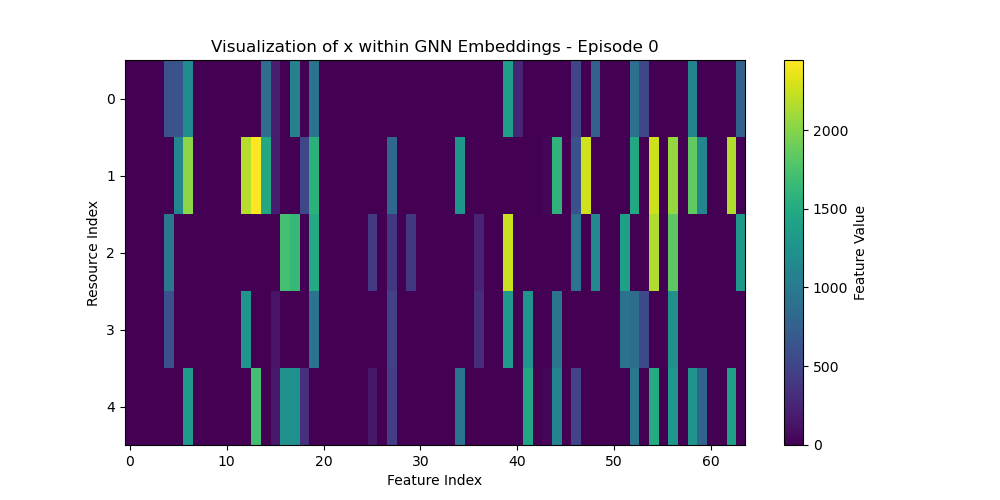 Visualization of x within GNN Embeddings - Episode 0
0
1
2
3
4
Resource Index
0 10 20 30 40 50 60
Feature Index
2000
1500
1000
500
0
Feature Value